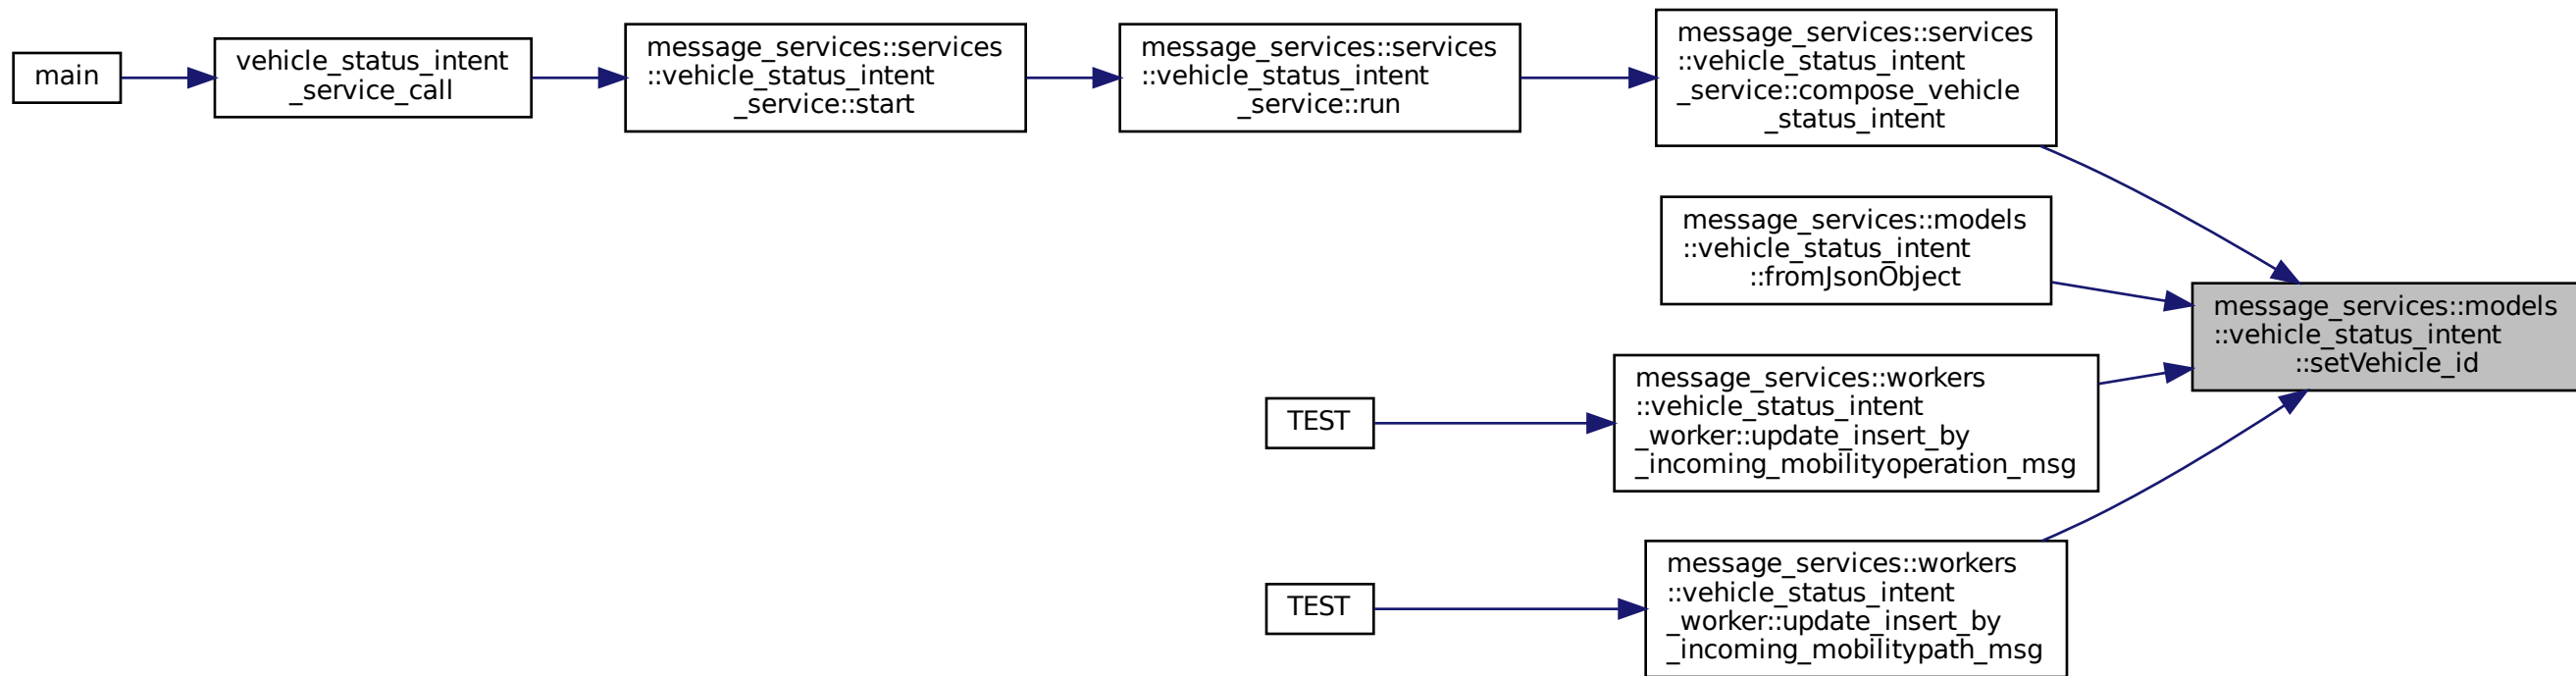 main
vehicle_status_intent
_service_call
message_services::services
::vehicle_status_intent
_service::start
message_services::services
::vehicle_status_intent
_service::run
message_services::services
::vehicle_status_intent
_service::compose_vehicle
_status_intent
message_services::models
::vehicle_status_intent
::fromJsonObject
message_services::models
::vehicle_status_intent
::setVehicle_id
TEST
message_services::workers
::vehicle_status_intent
_worker::update_insert_by
_incoming_mobilityoperation_msg
TEST
message_services::workers
::vehicle_status_intent
_worker::update_insert_by
_incoming_mobilitypath_msg